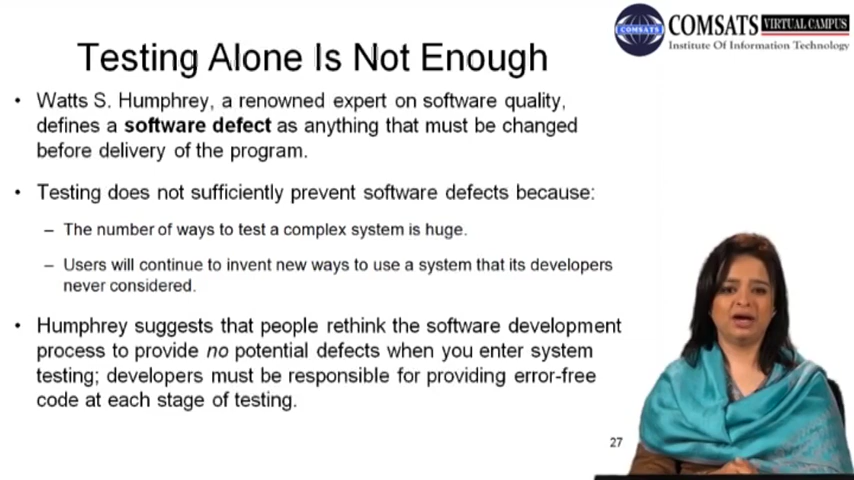 COMSATS VIRTUAL CAMPUS
COMSATS
Institute Of Information Technology
Testing Alone Is Not Enough
• Watts S. Humphrey, a renowned expert on software quality,
defines a software defect as anything that must be changed
before delivery of the program.
• Testing does not sufficiently prevent software defects because:
– The number of ways to test a complex system is huge.
– Users will continue to invent new ways to use a system that its developers
never considered.
• Humphrey suggests that people rethink the software development
process to provide no potential defects when you enter system
testing; developers must be responsible for providing error-free
code at each stage of testing.
27